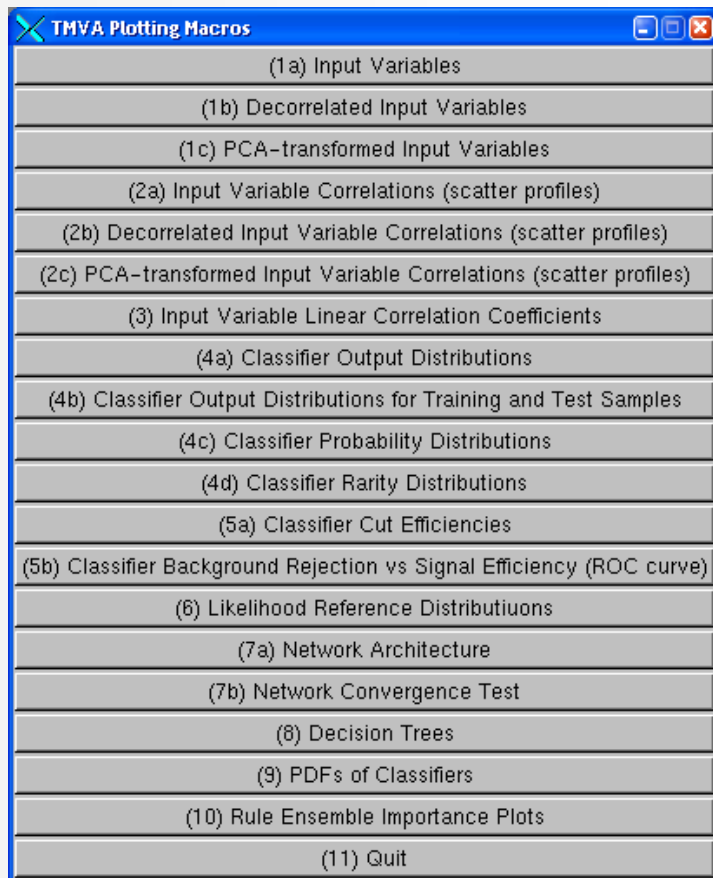 TMVA Plotting Macros
(1a) Input Variables
(1b) Decorrelated Input Variables
(1c) PCA-transformed Input Variables
(2a) Input Variable Correlations (scatter profiles)
(2b) Decorrelated Input Variable Correlations (scatter profiles)
(2c) PCA-transformed Input Variable Correlations (scatter profiles)
(3) Input Variable Linear Correlation Coefficients
(4a) Classifier Output Distributions
(4b) Classifier Output Distributions for Training and Test Samples
(4c) Classifier Probability Distributions
(4d) Classifier Rarity Distributions
(5a) Classifier Cut Efficiencies
(5b) Classifier Background Rejection vs Signal Efficiency (ROC curve)
(6) Likelihood Reference Distributiuons
(7a) Network Architecture
(7b) Network Convergence Test
(8) Decision Trees
(9) PDFs of Classifiers
(10) Rule Ensemble Importance Plots
(11) Quit